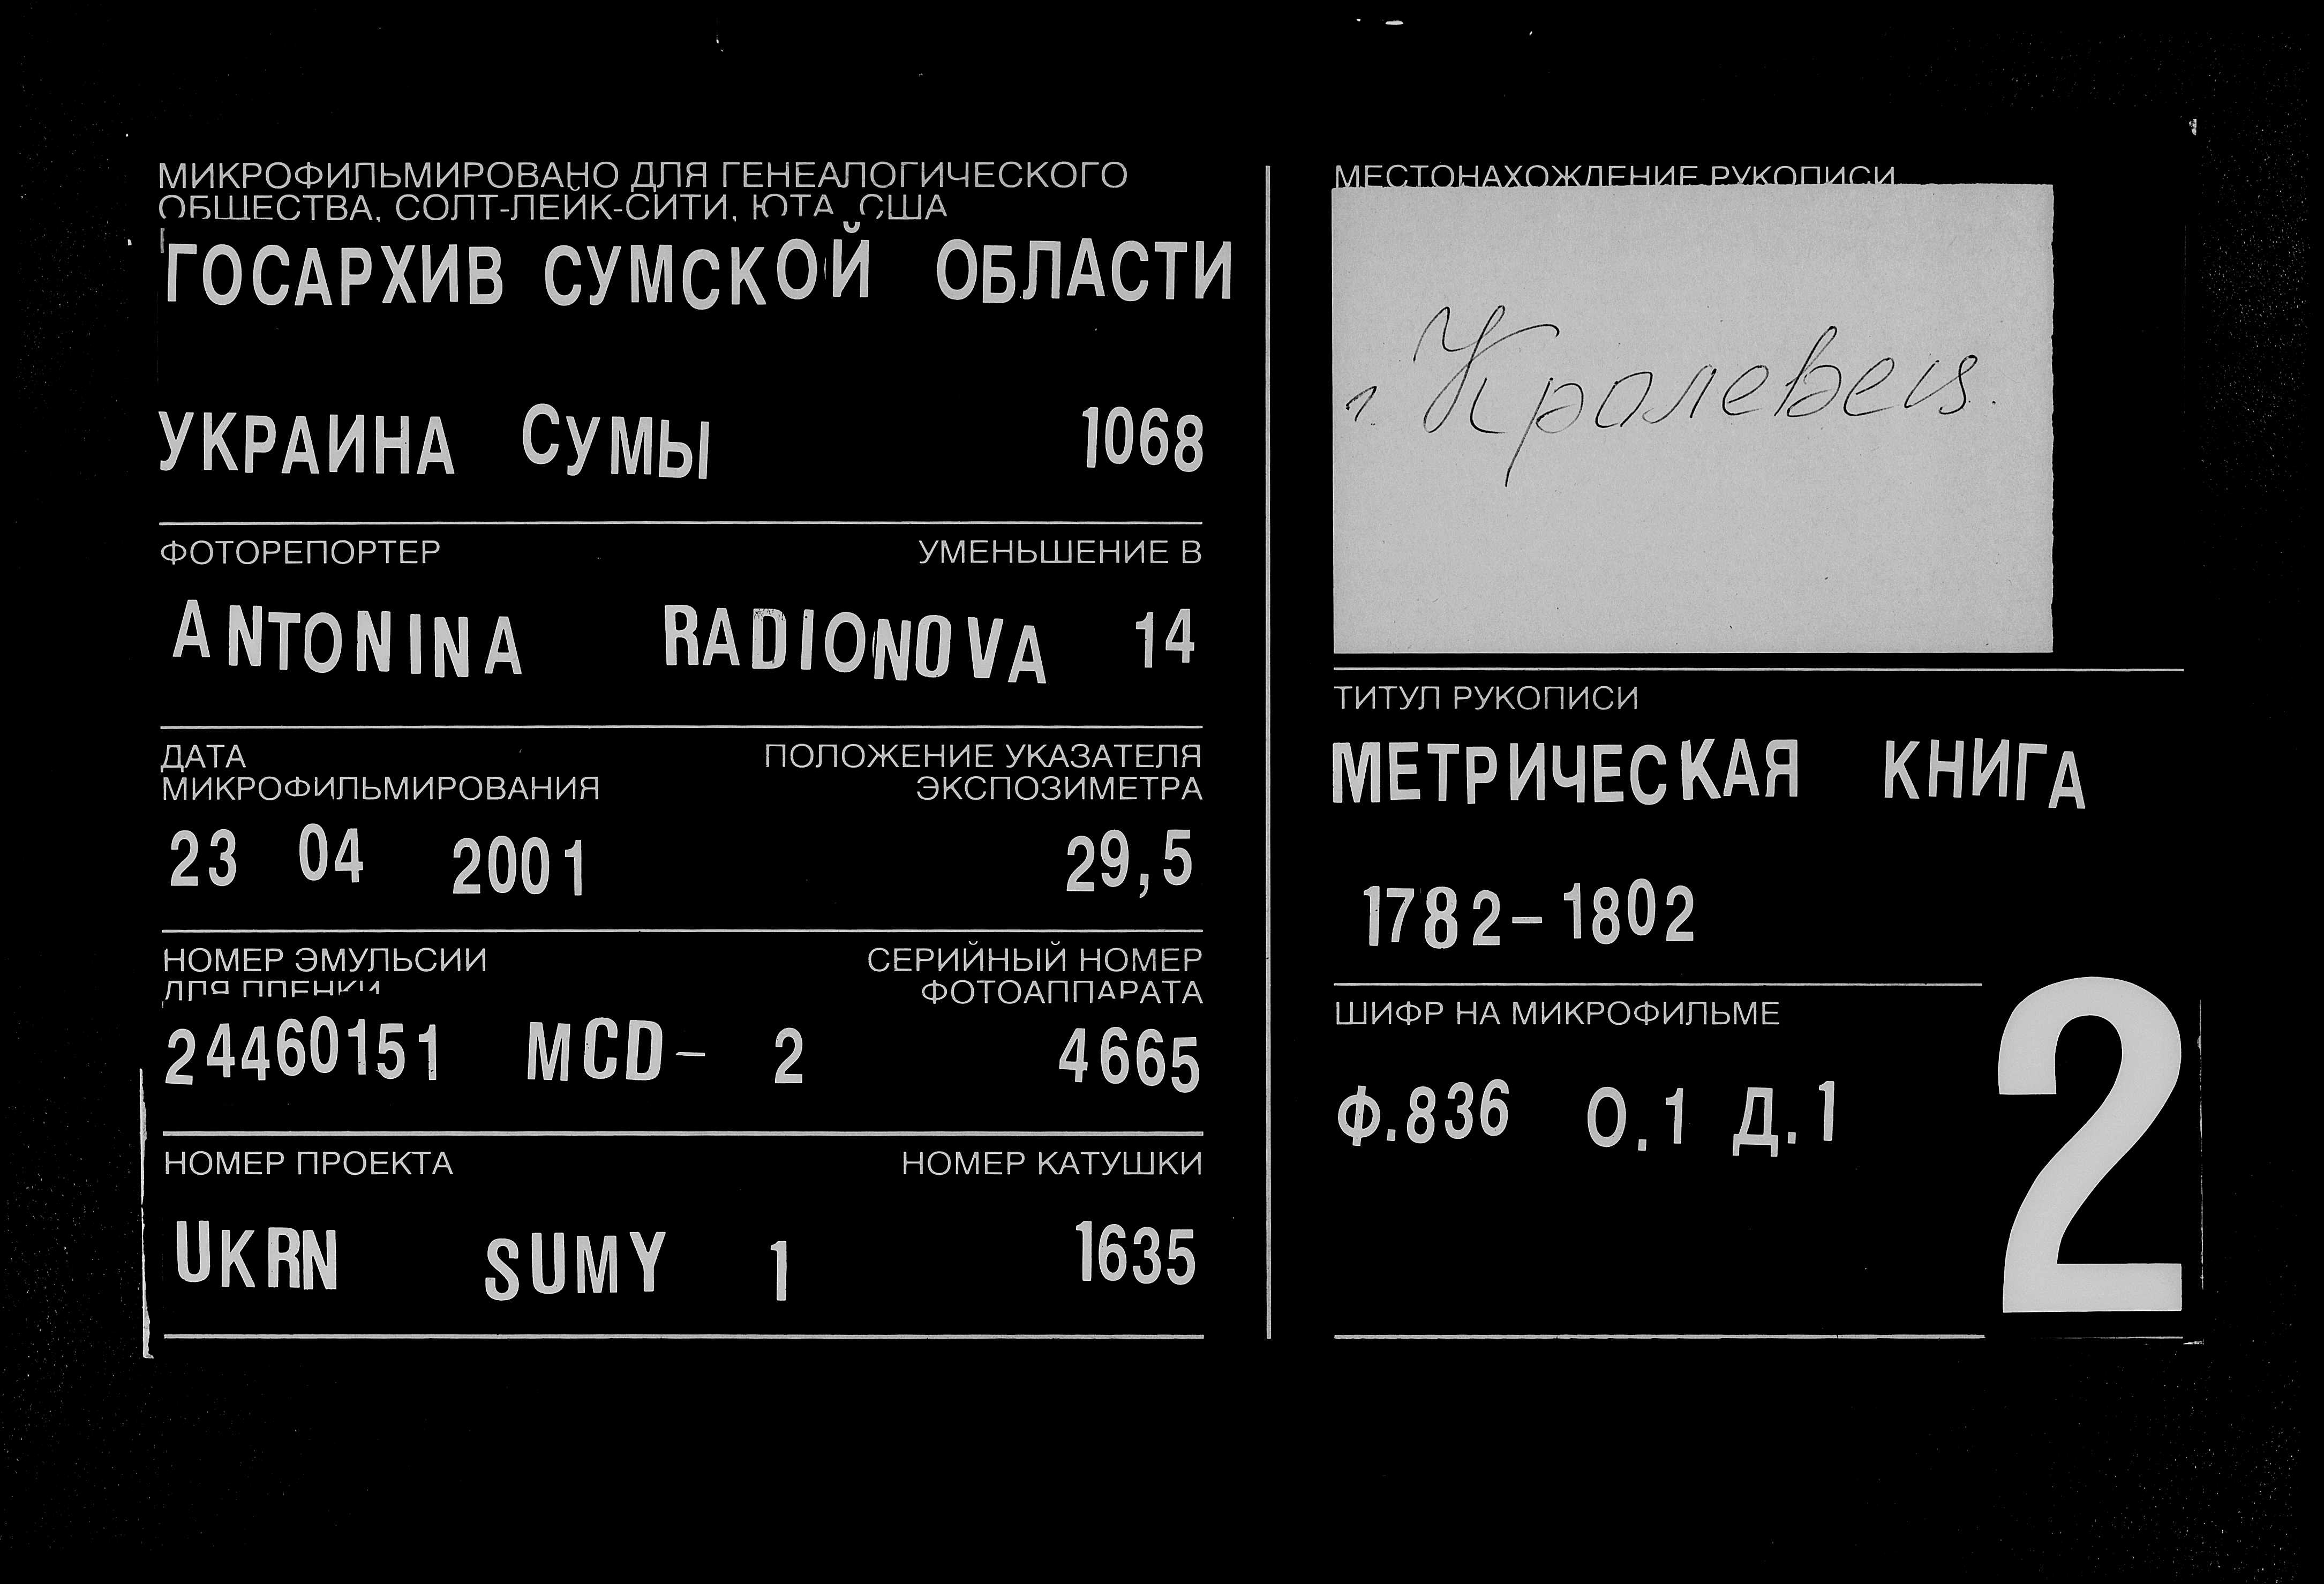 МИКРОФИЛЬМИРОВАНО ДЛЯ ГЕНЕАЛОГИЧЕСКОГО
ОБЩЕСТВА, СОЛТ-ЛЕЙК-СИТИ, ЮТА, США
ГОСАРХИВ СУМСКОЙ ОБЛАСТИ
УКРАИНА СУМЫ 1068
ФОТОРЕПОРТЕР УМЕНЬШЕНИЕ В
ANTONINA RADIONOVA 14
ДАТА ПОЛОЖЕНИЕ УКАЗАТЕЛЯ
МИКРОФИЛЬМИРОВАНИЯ ЭКСПОЗИМЕТРА
23 04 2001 29,5
НОМЕР ЭМУЛЬСИИ СЕРИЙНЫЙ НОМЕР
ДЛЯ ПЛЕНКИ ФОТОАППАРАТА
24460151 MCD- 2 4665
НОМЕР ПРОЕКТА НОМЕР КАТУШКИ
UKRN SUMY 1 1635
МЕСТОНАХОЖДЕНИЕ РУКОПИСИ
г. Кролевец.
ТИТУЛ РУКОПИСИ
МЕТРИЧЕСКАЯ КНИГА
1782-1802
ШИФР НА МИКРОФИЛЬМЕ
Ф.836 О.1 Д.1
2